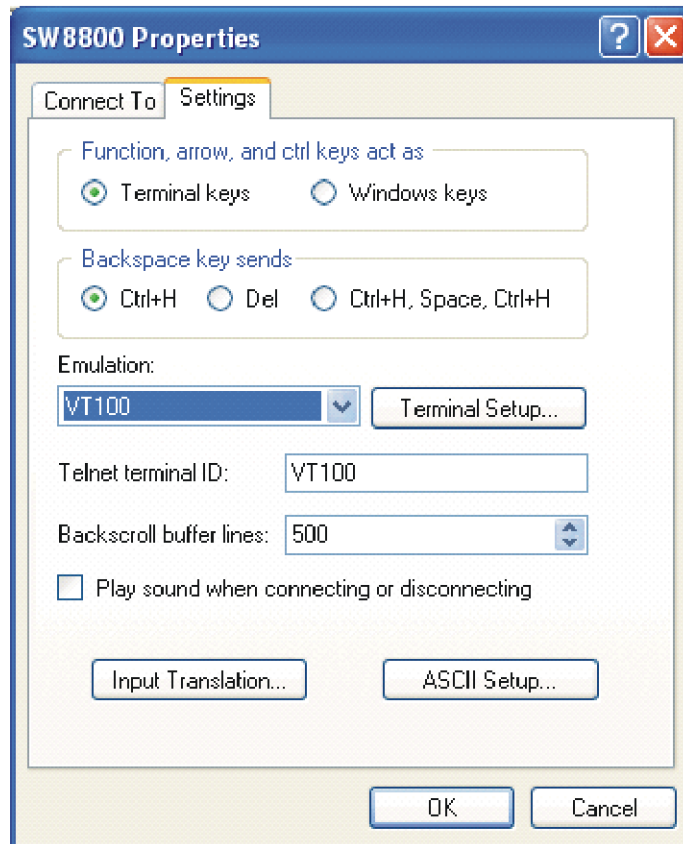 SW8800 Properties
?
Connect To Settings
Function, arrow, and ctrl keys act as
Terminal keys Windows keys
Backspace key sends
Ctrl+H Del Ctrl+H, Space, Ctrl+H
Emulation:
VT100 Terminal Setup...
Telnet terminal ID: VT100
Backscroll buffer lines: 500
Play sound when connecting or disconnecting
Input Translation... ASCII Setup...
OK Cancel